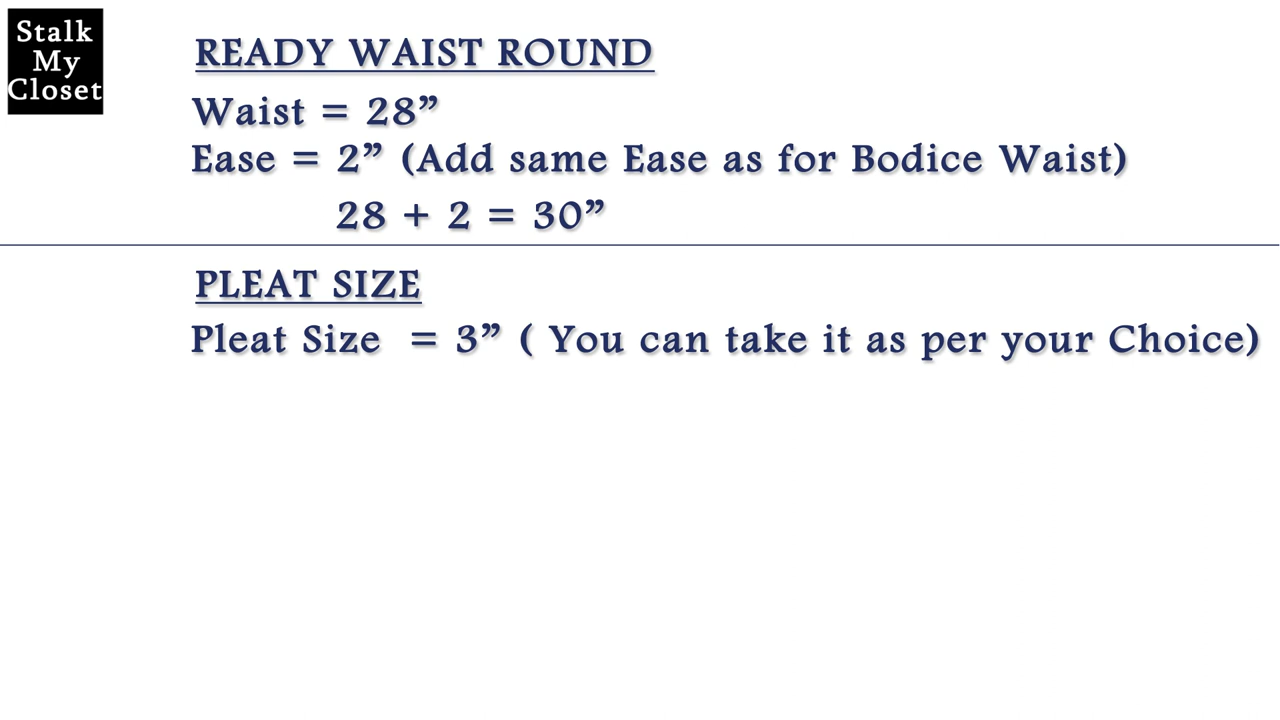 Stalk
My
Closet
READY WAIST ROUND
Waist = 28”
Ease = 2” (Add same Ease as for Bodice Waist)
28 + 2 = 30”
PLEAT SIZE
Pleat Size = 3” ( You can take it as per your Choice)